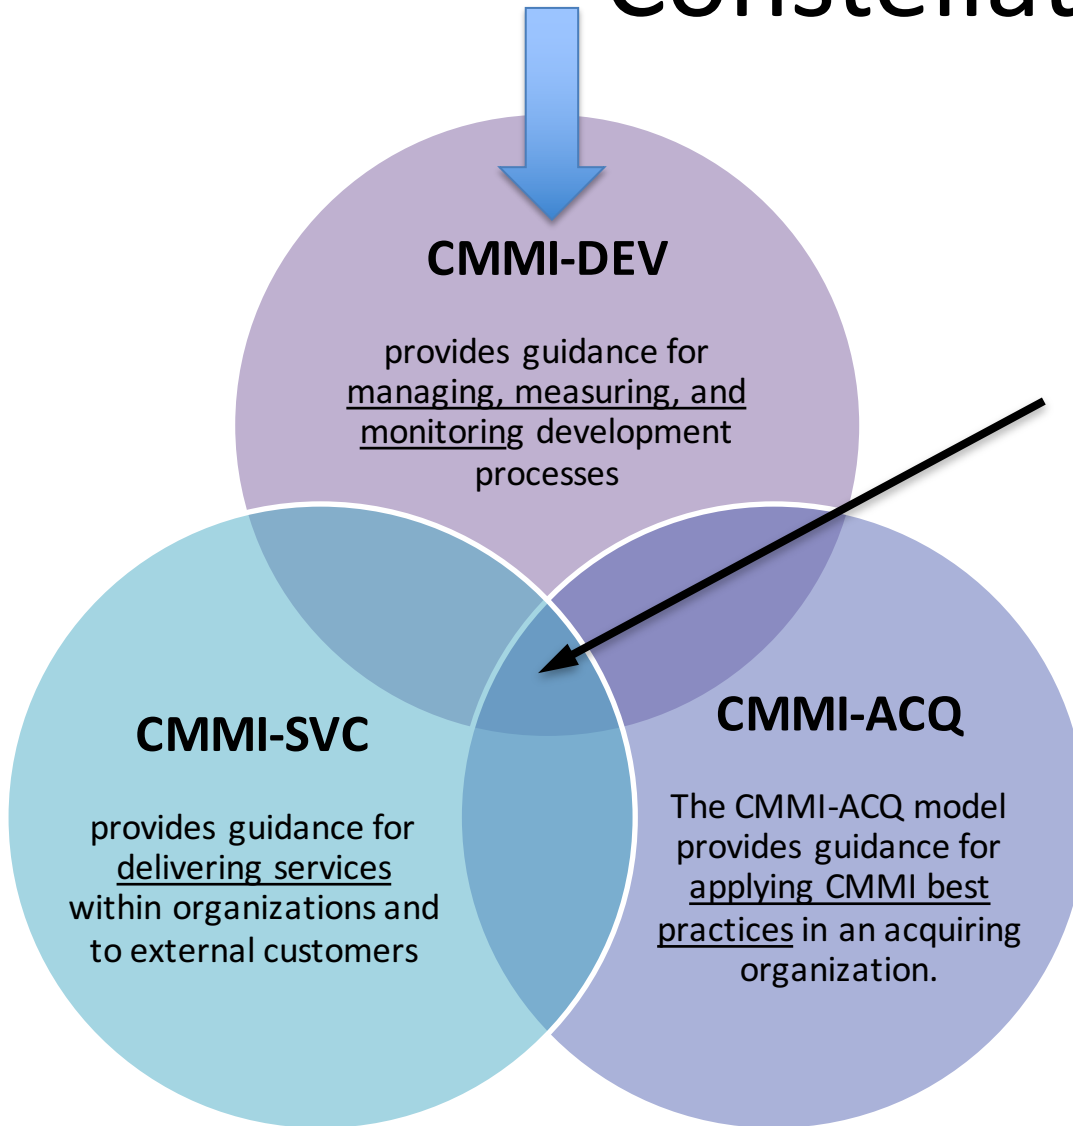 CMMI-DEV
provides guidance for
managing, measuring, and
monitoring development
processes
CMMI-SVC
provides guidance for
delivering services
within organizations and
to external customers
CMMI-ACQ
The CMMI-ACQ model
provides guidance for
applying CMMI best
practices in an acquiring
organization.